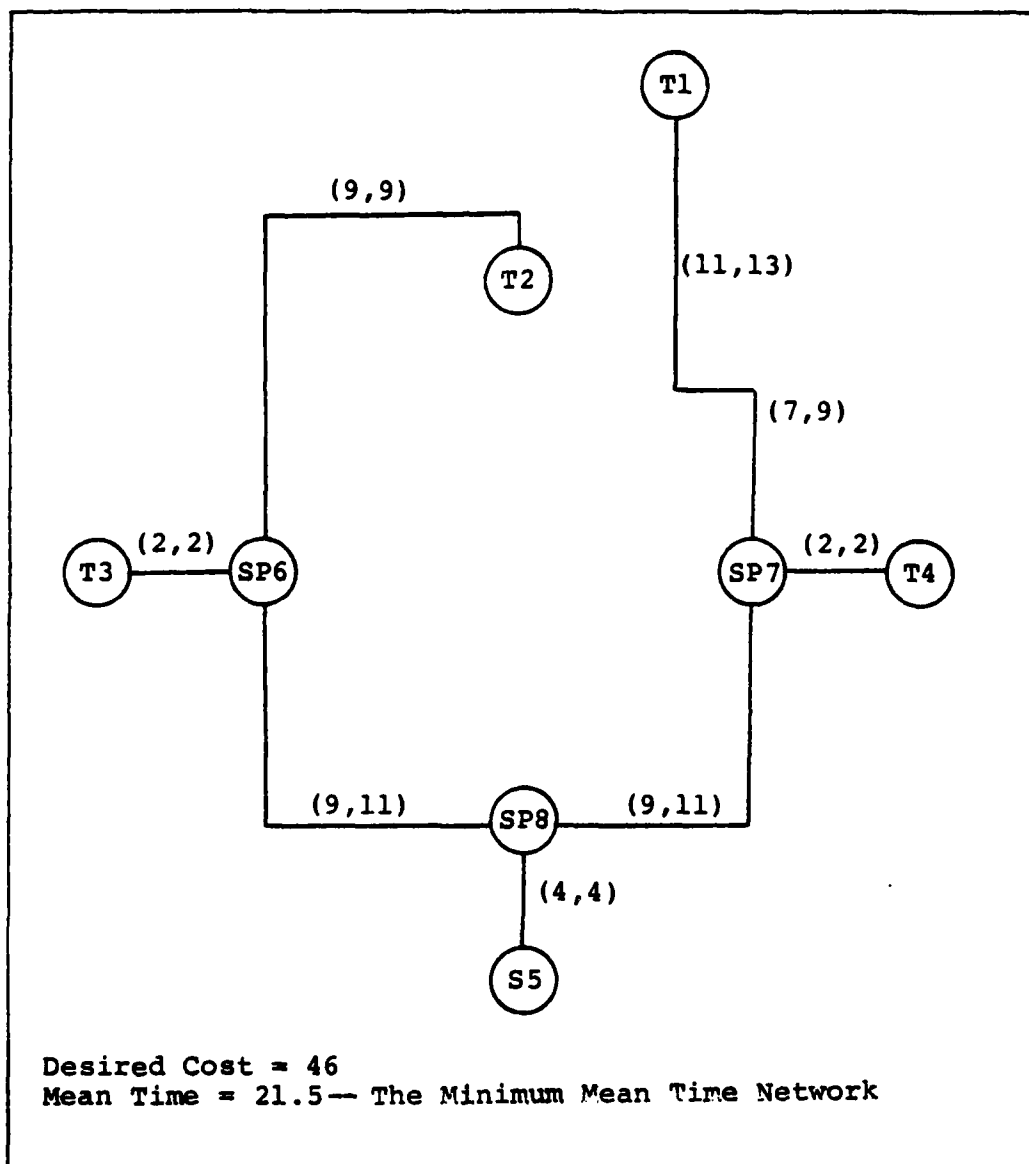 T1
(9,9)
T2
(11,13)
(7,9)
(2,2)
(2,2)
T3
SP6
SP7
T4
(9,11)
SP8
(9,11)
(4,4)
S5
Desired Cost = 46
Mean Time = 21.5-- The Minimum Mean Time Network